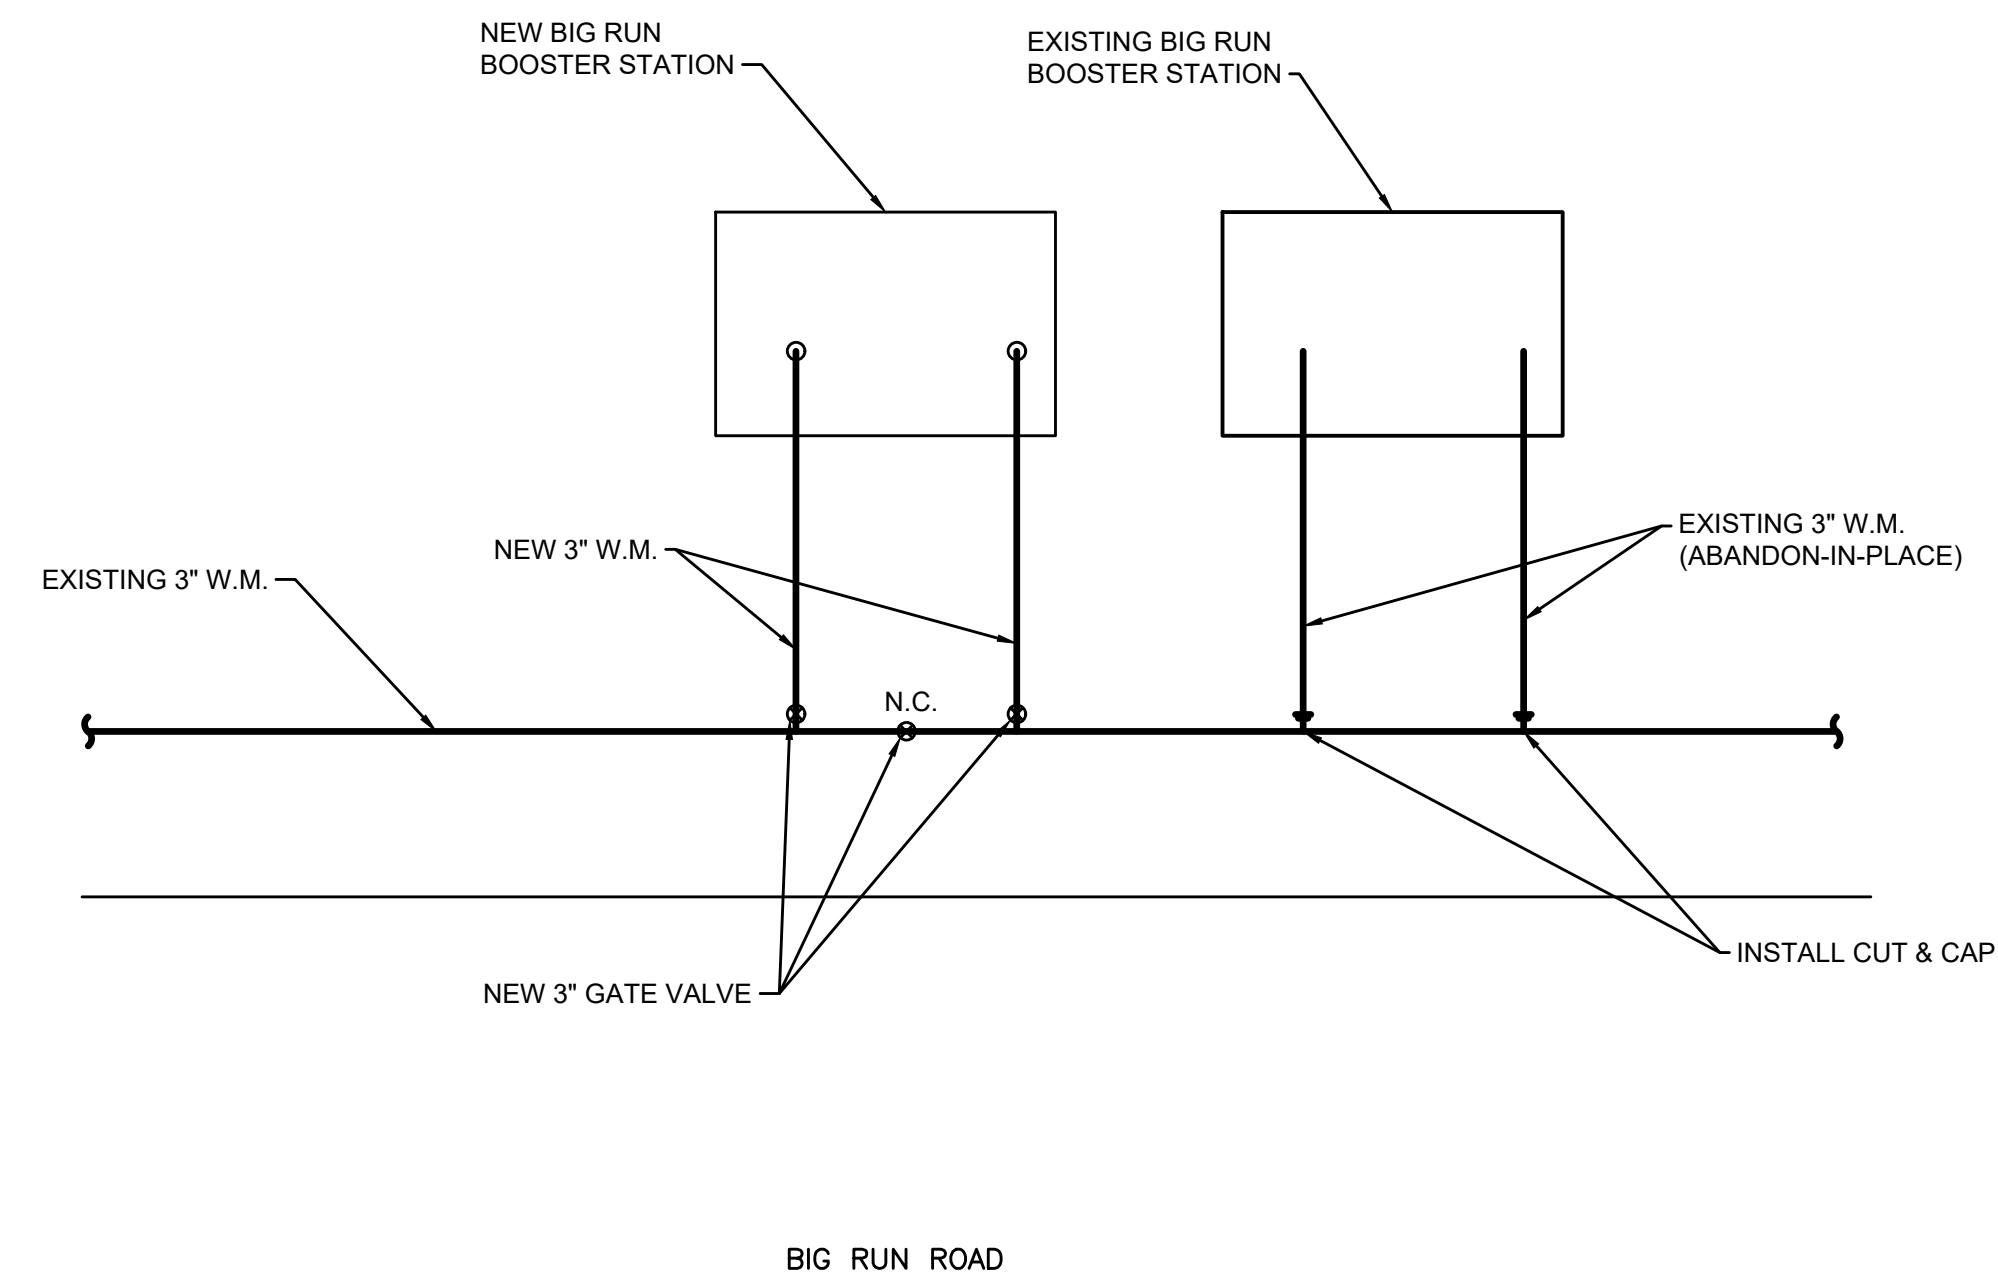 NEW BIG RUN
BOOSTER STATION
EXISTING BIG RUN
BOOSTER STATION
EXISTING 3" W.M.
(ABANDON-IN-PLACE)
NEW 3" W.M.
EXISTING 3" W.M.
N.C.
INSTALL CUT & CAP
NEW 3" GATE VALVE
BIG RUN ROAD